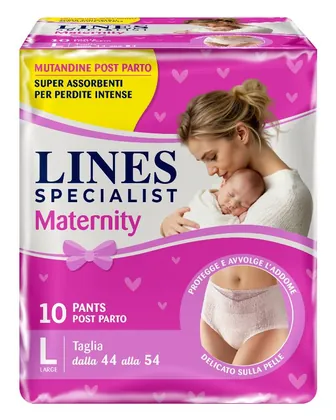 MUTANDINE POST PARTO
SUPER ASSORBENTI
PER PERDITE INTENSE
LINES
SPECIALIST
Maternity
10 PANTS
POST PARTO
L
LARGE
Taglia
dalla 44 alla 54
PROTEGGE E AVVOLGE L'ADDOME
DELICATO SULLA PELLE